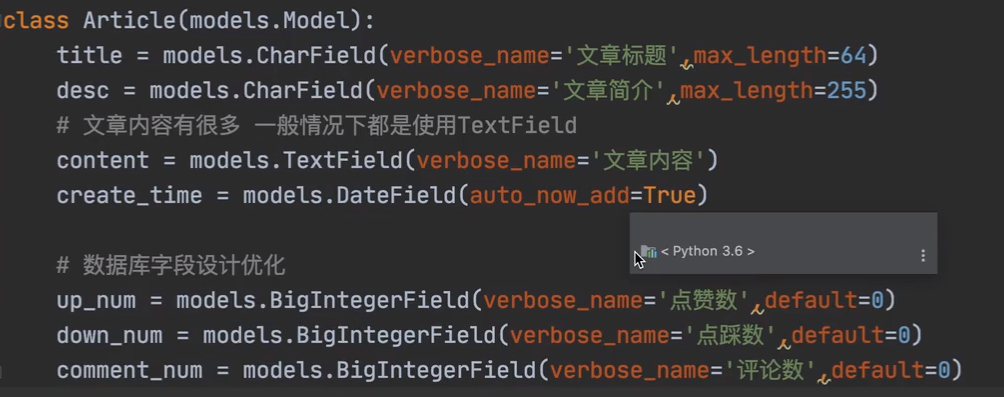 class Article(models.Model):
title = models.CharField(verbose_name='文章标题',max_length=64)
desc = models.CharField(verbose_name='文章简介',max_length=255)
# 文章内容有很多 一般情况下都是使用TextField
content = models.TextField(verbose_name='文章内容')
create_time = models.DateField(auto_now_add=True)
< Python 3.6 >
# 数据库字段设计优化
up_num = models.BigIntegerField(verbose_name='点赞数',default=0)
down_num = models.BigIntegerField(verbose_name='点踩数',default=0)
comment_num = models.BigIntegerField(verbose_name='评论数',default=0)